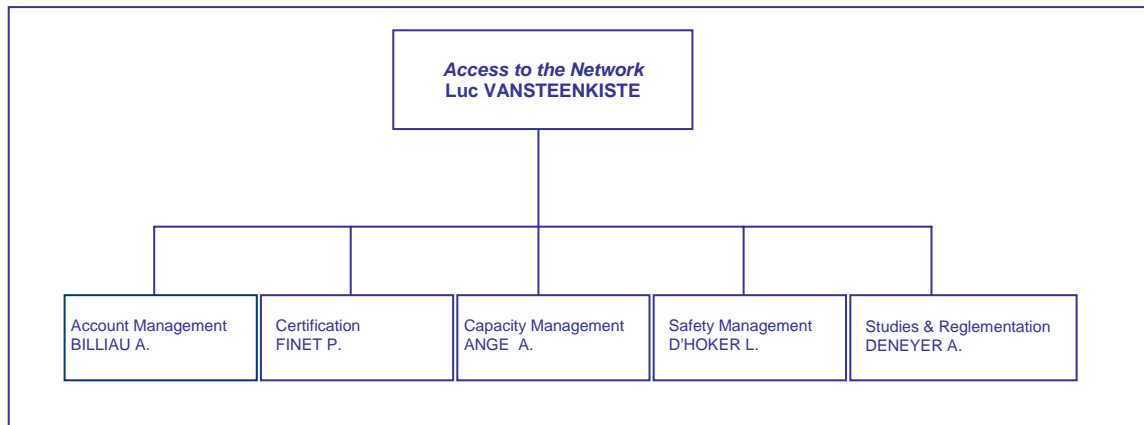 Access to the Network
Luc VANSTEENKISTE
Account Management
BILLIAU A.
Certification
FINET P.
Capacity Management
ANGE A.
Safety Management
D'HOKER L.
Studies & Reglementation
DENEYER A.